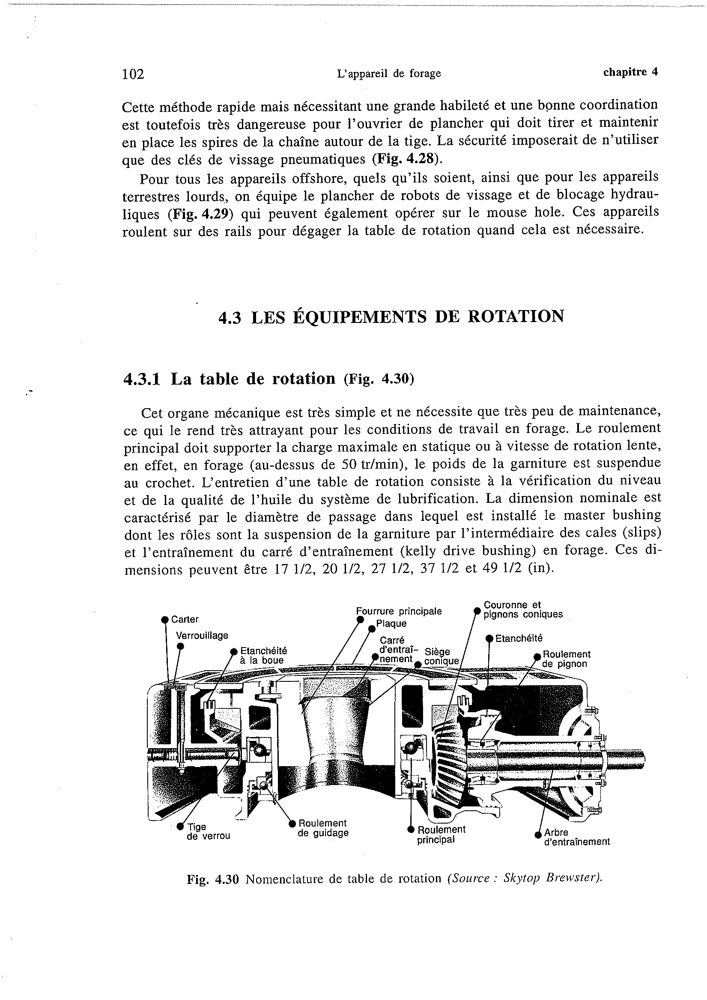 102 L'appareil de forage chapitre 4
Cette méthode rapide mais nécessitant une grande habileté et une bonne coordination
est toutefois très dangereuse pour l'ouvrier de plancher qui doit tirer et maintenir
en place les spires de la chaîne autour de la tige. La sécurité imposerait de n'utiliser
que des clés de vissage pneumatiques (Fig. 4.28).
Pour tous les appareils offshore, quels qu'ils soient, ainsi que pour les appareils
terrestres lourds, on équipe le plancher de robots de vissage et de blocage hydrau-
liques (Fig. 4.29) qui peuvent également opérer sur le mouse hole. Ces appareils
roulent sur des rails pour dégager la table de rotation quand cela est nécessaire.
4.3 LES ÉQUIPEMENTS DE ROTATION
4.3.1 La table de rotation (Fig. 4.30)
Cet organe mécanique est très simple et ne nécessite que très peu de maintenance,
ce qui le rend très attrayant pour les conditions de travail en forage. Le roulement
principal doit supporter la charge maximale en statique ou à vitesse de rotation lente,
en effet, en forage (au-dessus de 50 tr/min), le poids de la garniture est suspendue
au crochet. L'entretien d'une table de rotation consiste à la vérification du niveau
et de la qualité de l'huile du système de lubrification. La dimension nominale est
caractérisé par le diamètre de passage dans lequel est installé le master bushing
dont les rôles sont la suspension de la garniture par l'intermédiaire des cales (slips)
et l'entraînement du carré d'entraînement (kelly drive bushing) en forage. Ces di-
mensions peuvent être 17 1/2, 20 1/2, 27 1/2, 37 1/2 et 49 1/2 (in).
Carter
Verrouillage
Etanchéité
à la boue
Fourrure principale
Plaque
Carré
d'entraî-
nement
Siège
conique
Couronne et
pignons coniques
Etanchéité
Roulement
de pignon
Tige
de verrou
Roulement
de guidage
Roulement
principal
Arbre
d'entraînement
Fig. 4.30 Nomenclature de table de rotation (Source : Skytop Brewster).